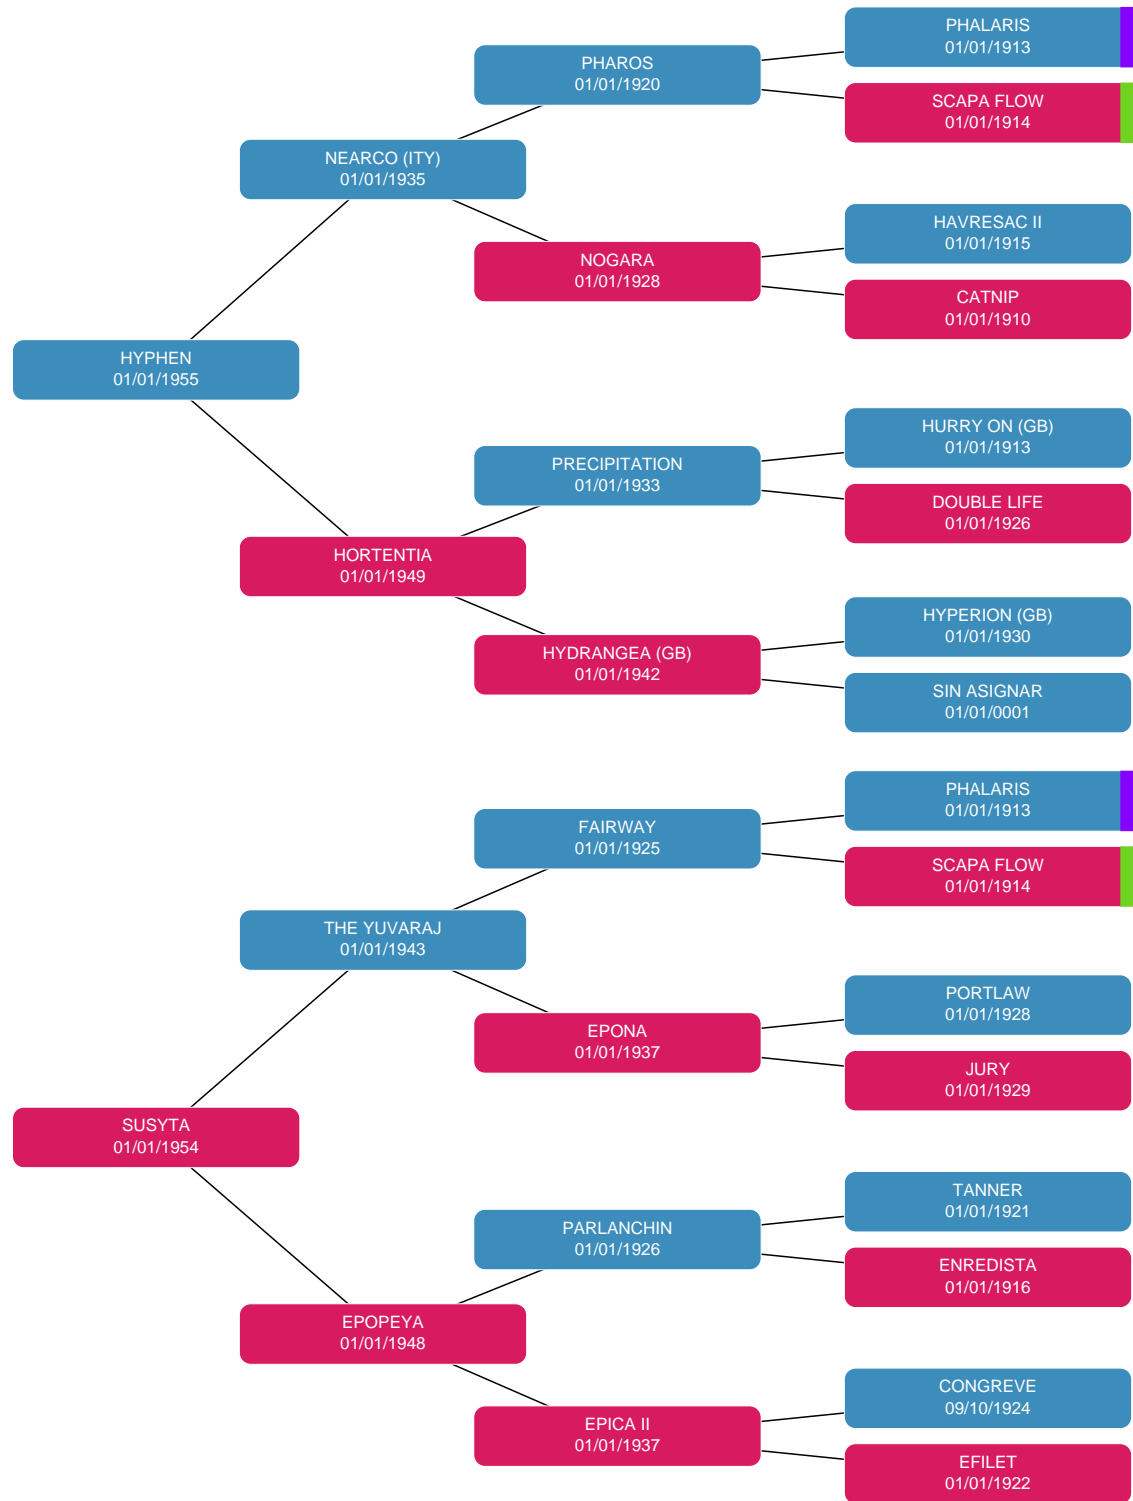 PHALARIS
01/01/1913
PHAROS
01/01/1920
SCAPA FLOW
01/01/1914
NEARCO (ITY)
01/01/1935
HAVRESAC II
01/01/1915
NOGARA
01/01/1928
CATNIP
01/01/1910
HYPHEN
01/01/1955
HURRY ON (GB)
01/01/1913
PRECIPITATION
01/01/1933
DOUBLE LIFE
01/01/1926
HORTENTIA
01/01/1949
HYPERION (GB)
01/01/1930
HYDRANGEA (GB)
01/01/1942
SIN ASIGNAR
01/01/0001
PHALARIS
01/01/1913
FAIRWAY
01/01/1925
SCAPA FLOW
01/01/1914
THE YUVARAJ
01/01/1943
PORTLAW
01/01/1928
EPONA
01/01/1937
JURY
01/01/1929
SUSYTA
01/01/1954
TANNER
01/01/1921
PARLANCHIN
01/01/1926
ENREDISTA
01/01/1916
EPOPEYA
01/01/1948
CONGREVE
09/10/1924
EPICA II
01/01/1937
EFILET
01/01/1922